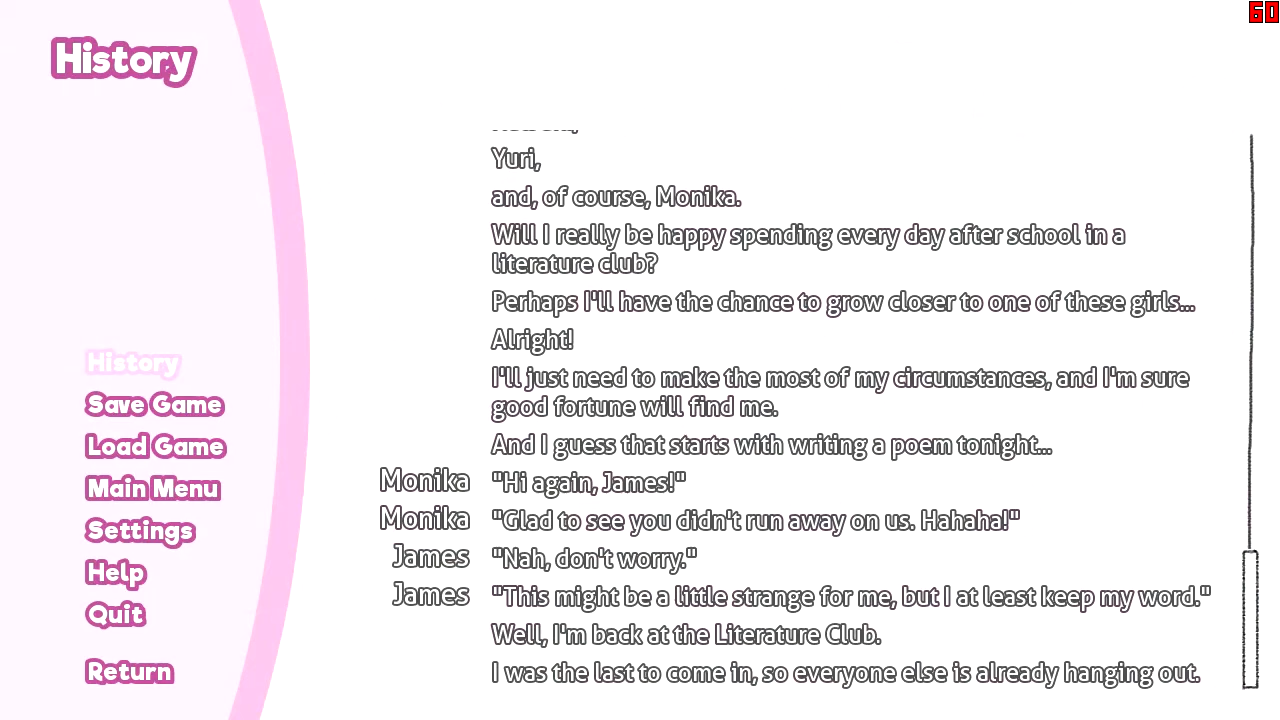 60
History
Yuri,
and, of course, Monika.
Will I really be happy spending every day after school in a
literature club?
Perhaps I'll have the chance to grow closer to one of these girls...
Alright!
I'll just need to make the most of my circumstances, and I'm sure
good fortune will find me.
And I guess that starts with writing a poem tonight...
Monika "Hi again, James!"
Monika "Glad to see you didn't run away on us. Hahaha!"
James "Nah, don't worry."
James "This might be a little strange for me, but I at least keep my word."
Well, I'm back at the Literature Club.
I was the last to come in, so everyone else is already hanging out.
History
Save Game
Load Game
Main Menu
Settings
Help
Quit
Return